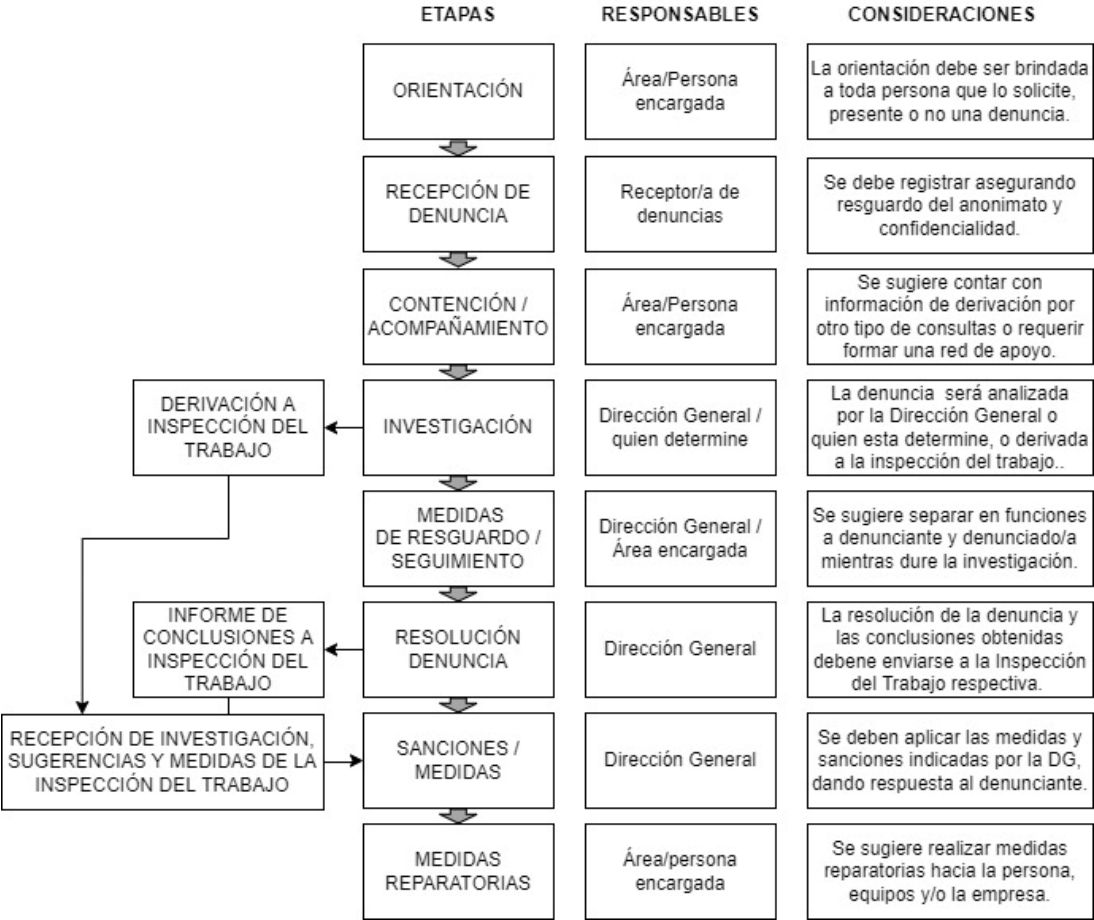 ETAPAS
RESPONSABLES
CONSIDERACIONES
ORIENTACIÓN
Área/Persona
encargada
La orientación debe ser brindada
a toda persona que lo solicite,
presente o no una denuncia.
RECEPCIÓN DE
DENUNCIA
Receptor/a de
denuncias
Se debe registrar asegurando
resguardo del anonimato y
confidencialidad.
CONTENCIÓN /
ACOMPAÑAMIENTO
Área/Persona
encargada
Se sugiere contar con
información de derivación por
otro tipo de consultas o requerir
formar una red de apoyo.
DERIVACIÓN A
INSPECCIÓN DEL
TRABAJO
INVESTIGACIÓN
Dirección General /
quien determine
La denuncia  será analizada
por la Dirección General o
quien esta determine, o derivada
a la inspección del trabajo..
MEDIDAS
DE RESGUARDO /
SEGUIMIENTO
Dirección General /
Área encargada
Se sugiere separar en funciones
a denunciante y denunciado/a
mientras dure la investigación.
INFORME DE
CONCLUSIONES A
INSPECCIÓN DEL
TRABAJO
RESOLUCIÓN
DENUNCIA
Dirección General
La resolución de la denuncia y
las conclusiones obtenidas
debene enviarse a la Inspección
del Trabajo respectiva.
RECEPCIÓN DE INVESTIGACIÓN,
SUGERENCIAS Y MEDIDAS DE LA
INSPECCIÓN DEL TRABAJO
SANCIONES /
MEDIDAS
Dirección General
Se deben aplicar las medidas y
sanciones indicadas por la DG,
dando respuesta al denunciante.
MEDIDAS
REPARATORIAS
Área/persona
encargada
Se sugiere realizar medidas
reparatorias hacia la persona,
equipos y/o la empresa.